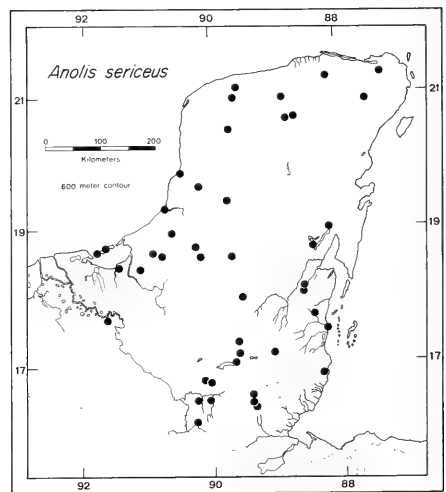 92 90 88
Anolis sericeus
21 21
0 100 200
Kilometers
600 meter contour
19 19
17 17
92 90 88